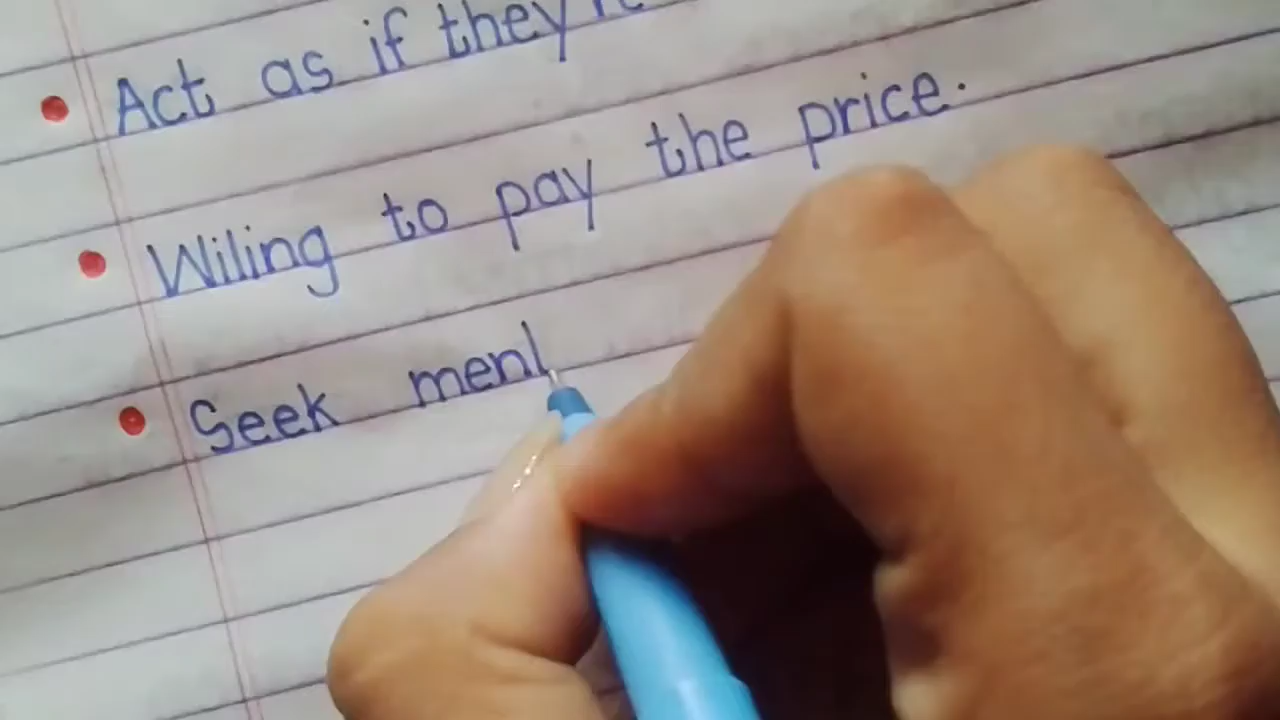 Act as if they
Wiling to pay the price.
Seek men